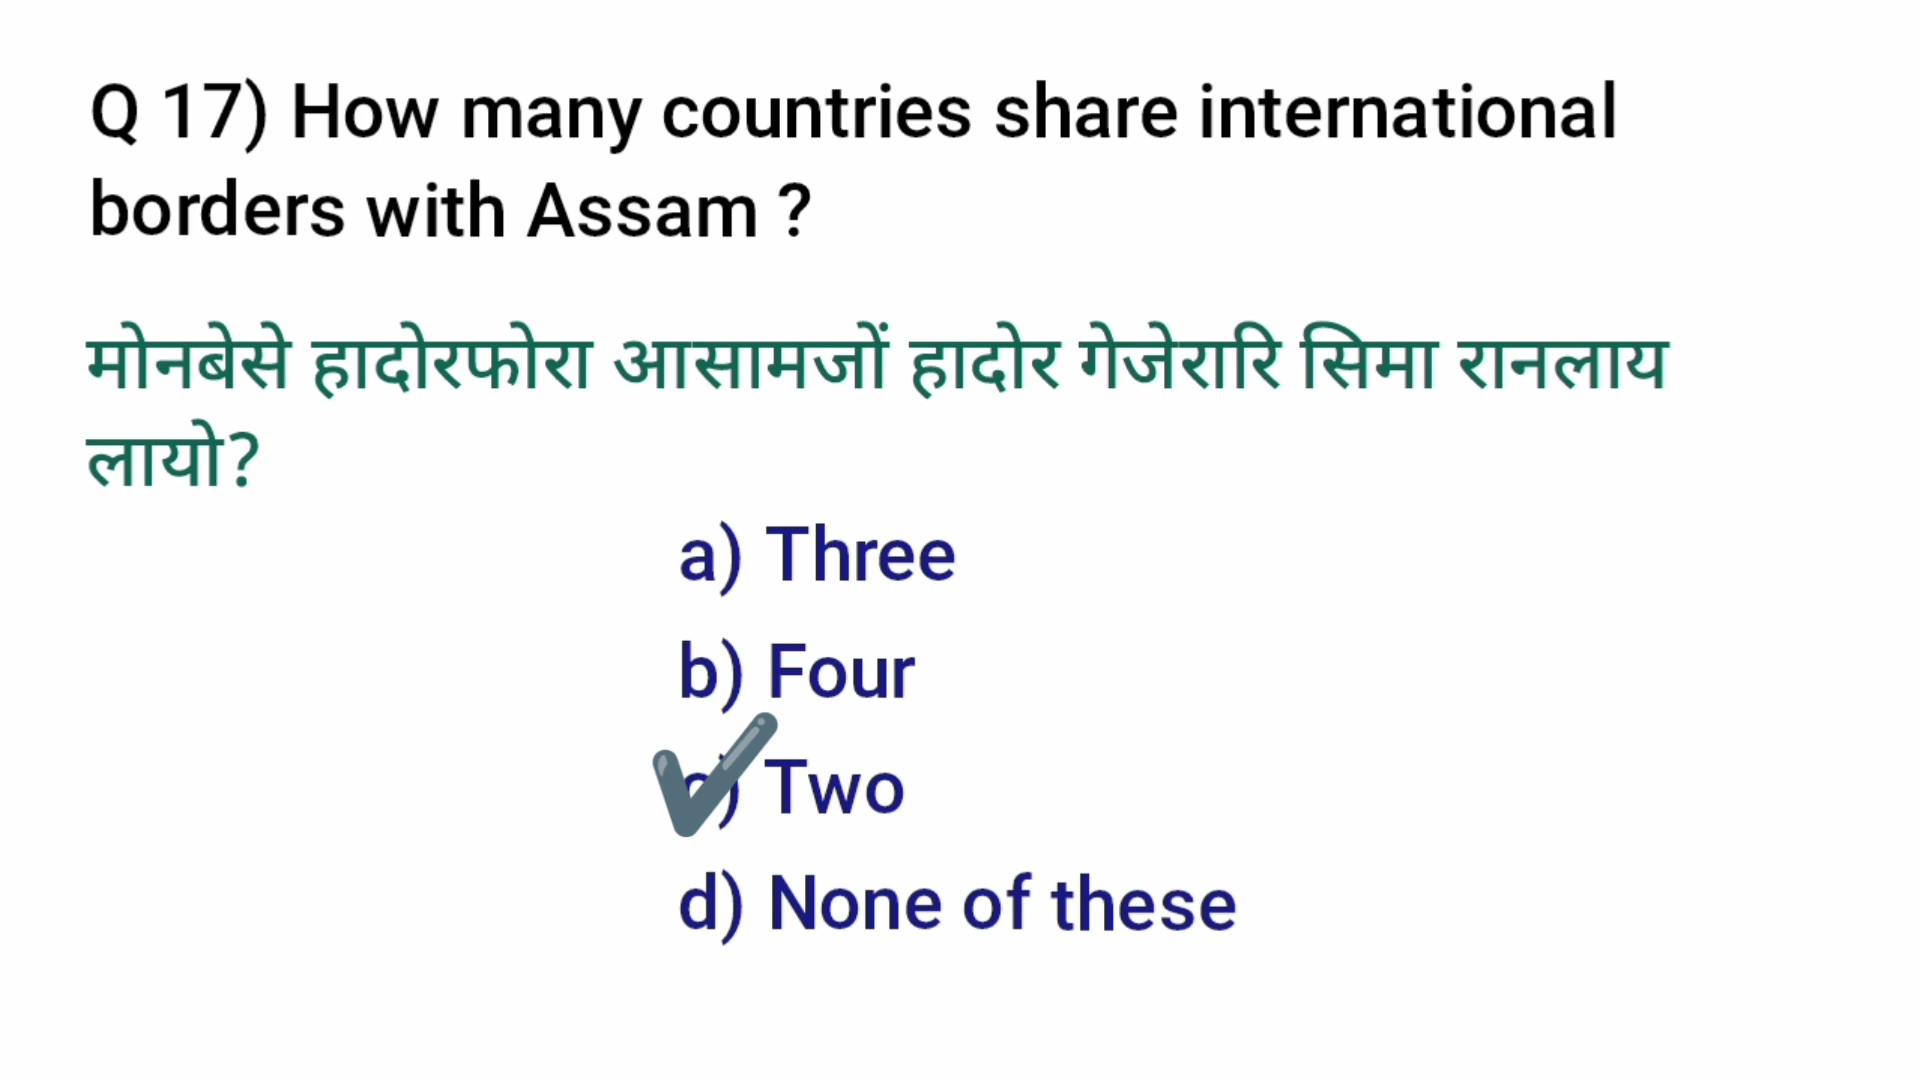 Q 17) How many countries share international
borders with Assam ?
मोनबेसे हादोरफोरा आसामजों हादोर गेजेरारि सिमा रानलाय
लायो?
a) Three
b) Four
c) Two
d) None of these